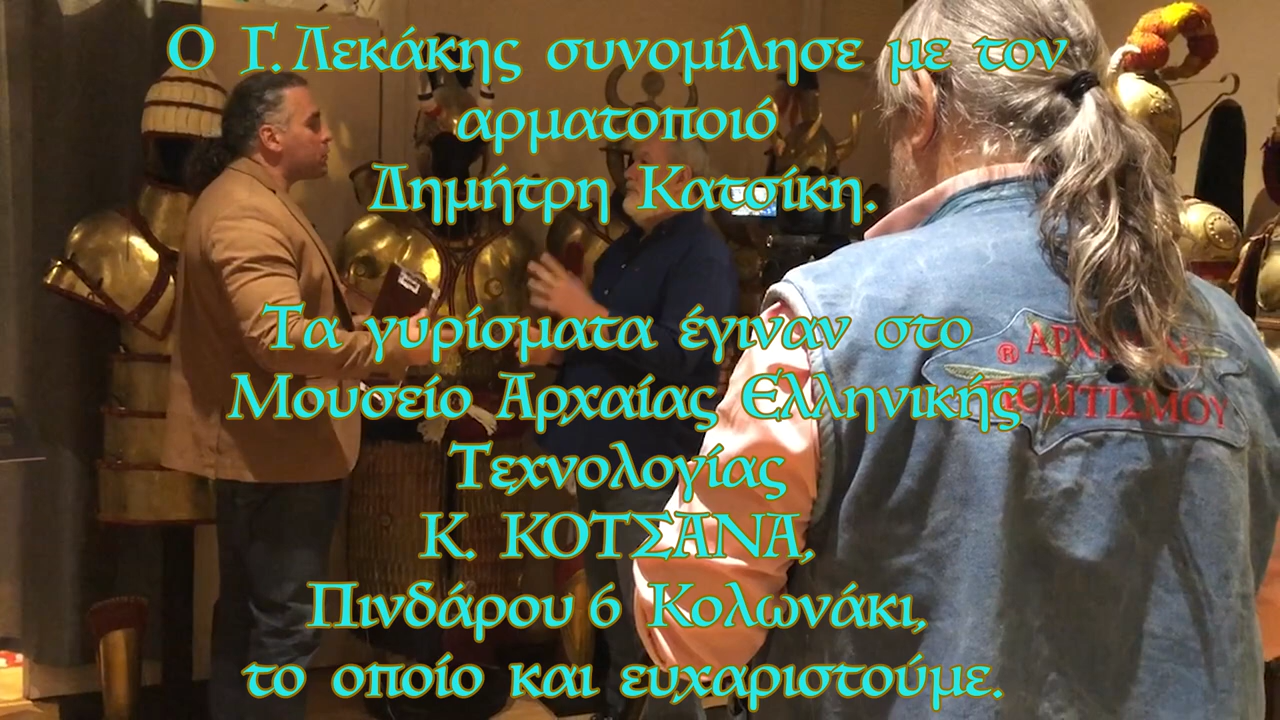 Ο Γ. Λεκάκης συνομίλησε με τον
αρματοποιό
Δημήτρη Κατσίκη.
Τα γυρίσματα έγιναν στο
Μουσείο Αρχαίας Ελληνικής
Τεχνολογίας
Κ. ΚΟΤΣΑΝΑ,
Πινδάρου 6 Κολωνάκι,
το οποίο και ευχαριστούμε.
®
ΠΟΛΙΤΙΣΜΟΥ